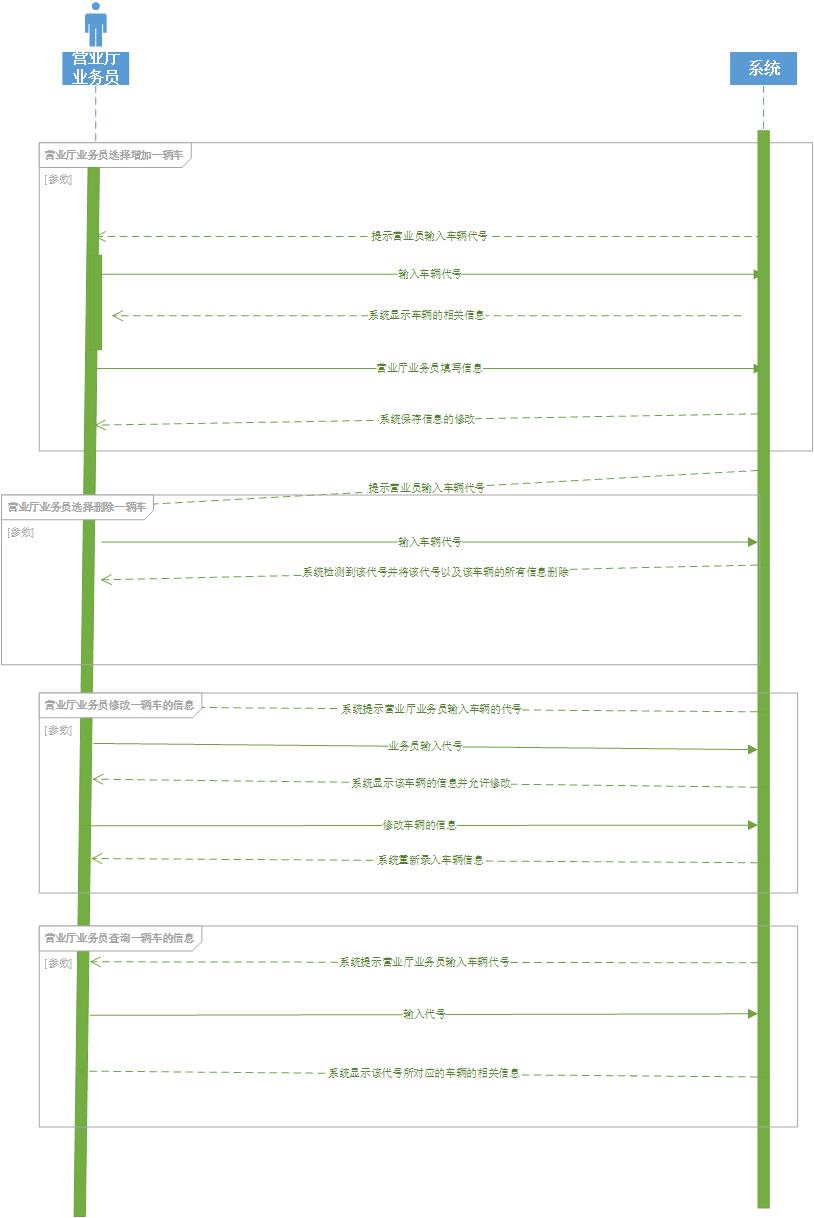 营业厅
业务员
系统
营业厅业务员选择增加一辆车
[参数]
提示营业员输入车辆代号
输入车辆代号
系统显示车辆的相关信息
营业厅业务员填写信息
系统保存信息的修改
提示营业员输入车辆代号
营业厅业务员选择删除一辆车
[参数]
输入车辆代号
系统检测到该代号并将该代号以及该车辆的所有信息删除
营业厅业务员修改一辆车的信息
系统提示营业厅业务员输入车辆的代号
[参数]
业务员输入代号
系统显示该车辆的信息并允许修改
修改车辆的信息
系统重新录入车辆信息
营业厅业务员查询一辆车的信息
[参数]
系统提示营业厅业务员输入车辆代号
输入代号
系统显示该代号所对应的车辆的相关信息